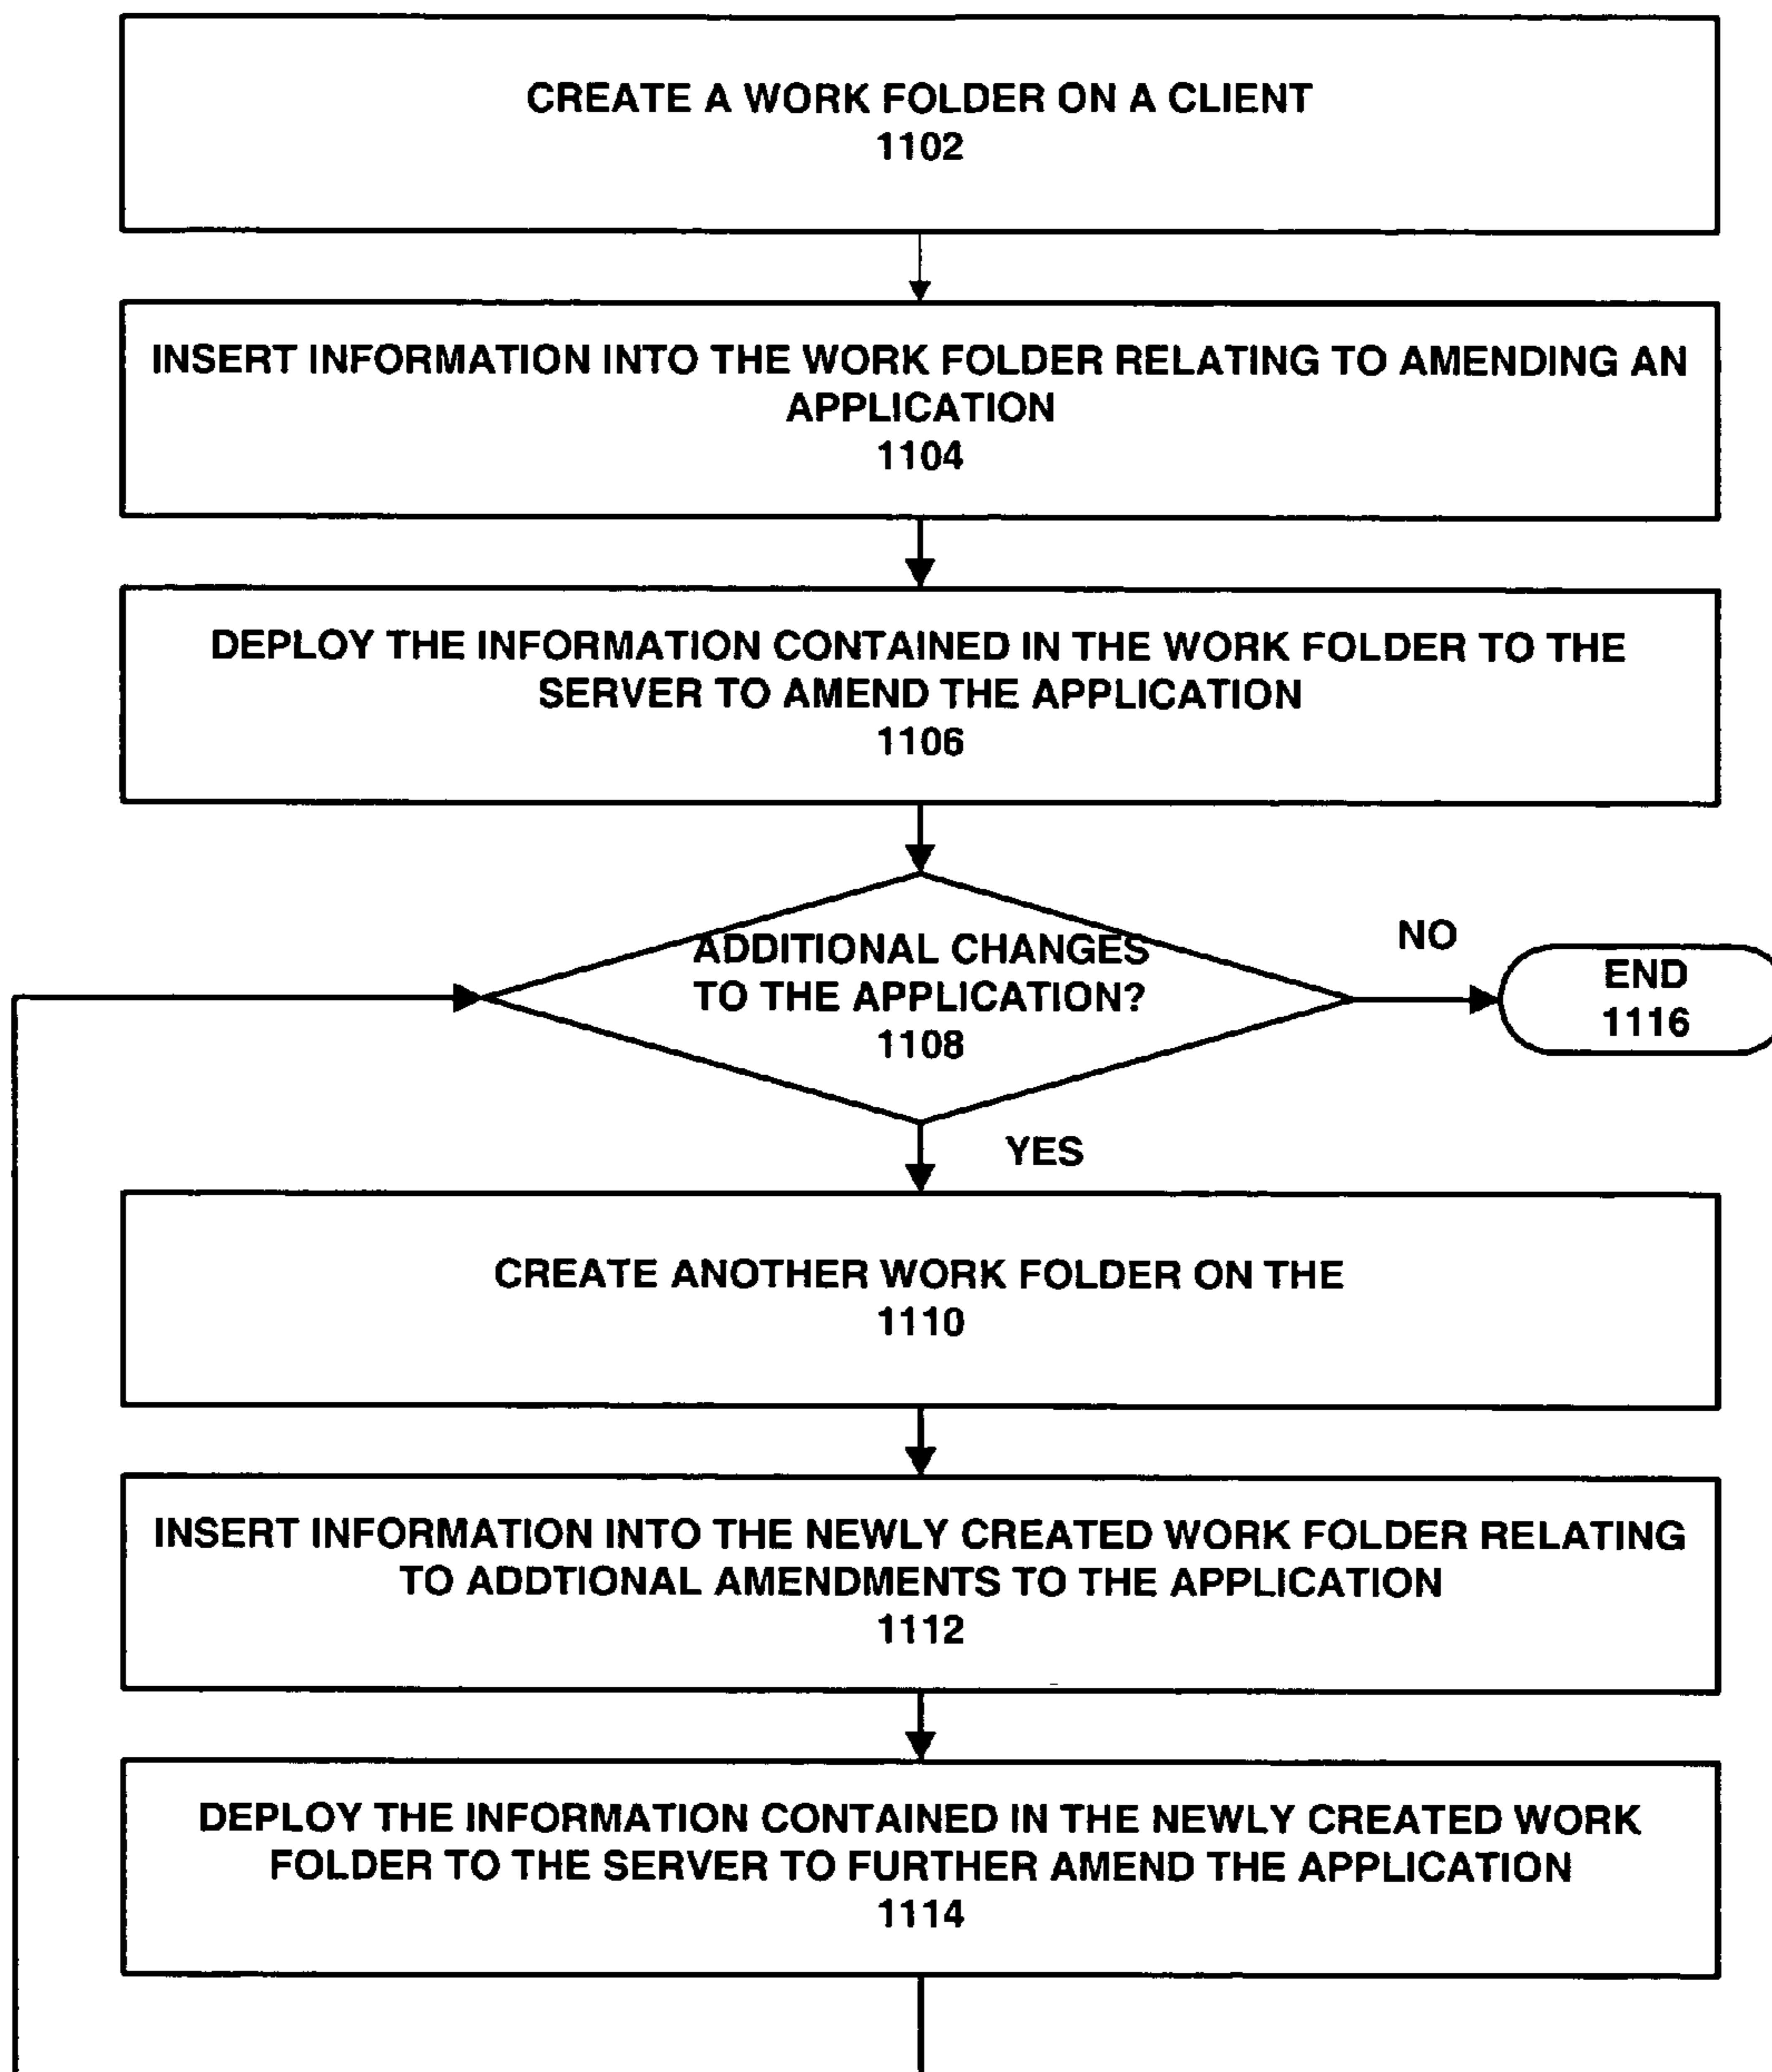 CREATE A WORK FOLDER ON A CLIENT
1102
INSERT INFORMATION INTO THE WORK FOLDER RELATING TO AMENDING AN
APPLICATION
1104
DEPLOY THE INFORMATION CONTAINED IN THE WORK FOLDER TO THE
SERVER TO AMEND THE APPLICATION
1106
ADDITIONAL CHANGES
TO THE APPLICATION?
1108
NO
END
1116
YES
CREATE ANOTHER WORK FOLDER ON THE
1110
INSERT INFORMATION INTO THE NEWLY CREATED WORK FOLDER RELATING
TO ADDTIONAL AMENDMENTS TO THE APPLICATION
1112
DEPLOY THE INFORMATION CONTAINED IN THE NEWLY CREATED WORK
FOLDER TO THE SERVER TO FURTHER AMEND THE APPLICATION
1114